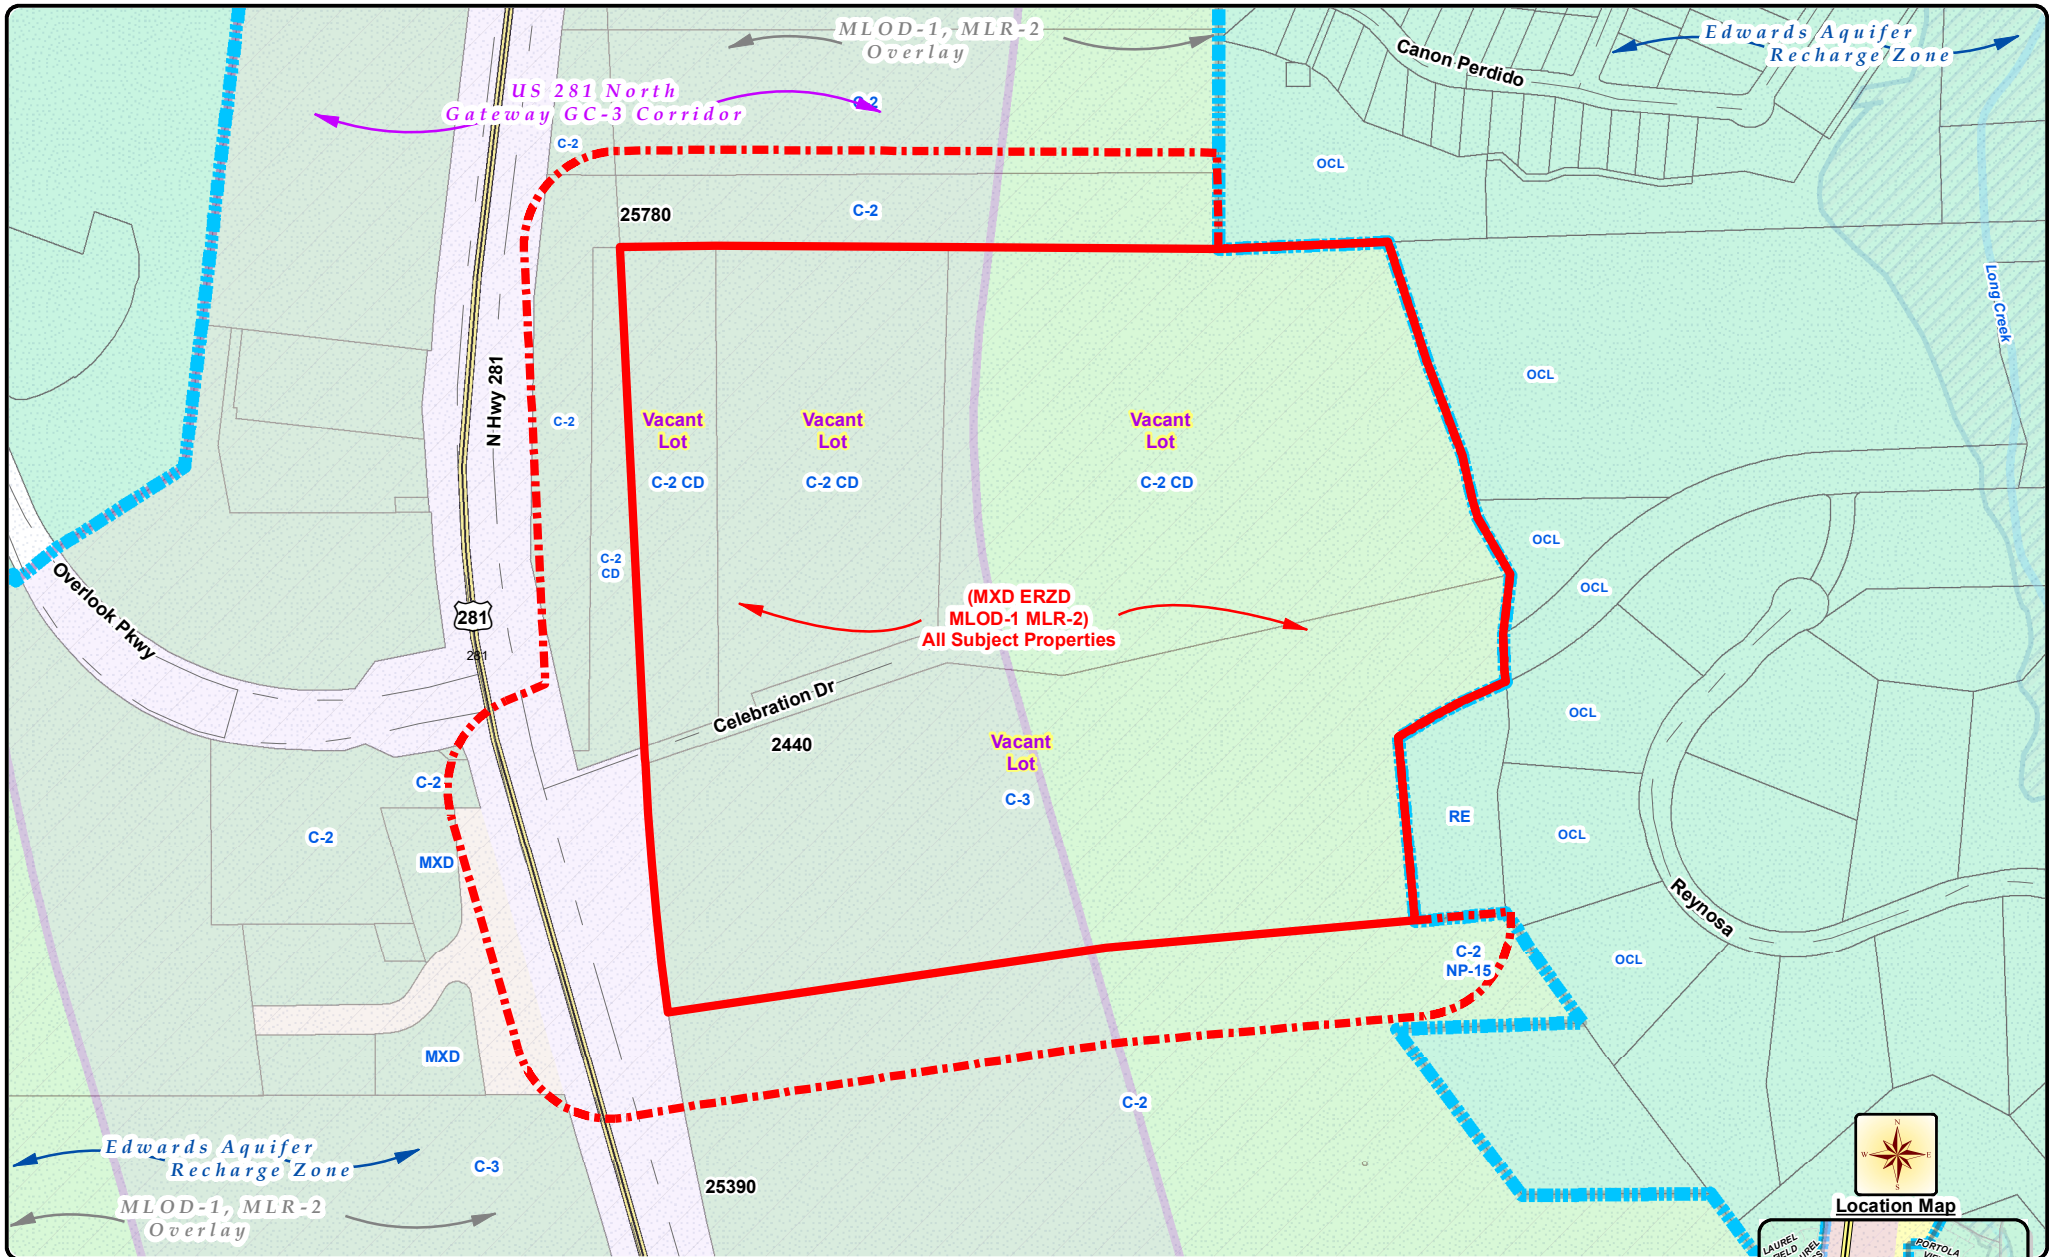 MLOD-1, MLR-2
Overlay
Edwards Aquifer
Recharge Zone
Canon Perdido
US 281 North
Gateway GC-3 Corridor
C-2
C-2
OCL
C-2
25780
Long Creek
N Hwy 281
OCL
C-2
Vacant
Lot
Vacant
Lot
Vacant
Lot
C-2 CD
C-2 CD
C-2 CD
OCL
C-2
CD
OCL
Overlook Pkwy
281
281
(MXD ERZD
MLOD-1 MLR-2)
All Subject Properties
Celebration Dr
OCL
2440
Vacant
Lot
C-3
C-2
C-2
MXD
RE
OCL
Reynosa
C-2
NP-15
OCL
MXD
C-2
Edwards Aquifer
Recharge Zone
C-3
25390
MLOD-1, MLR-2
Overlay
N
W E
S
Location Map
LAUREL
PORTOLA